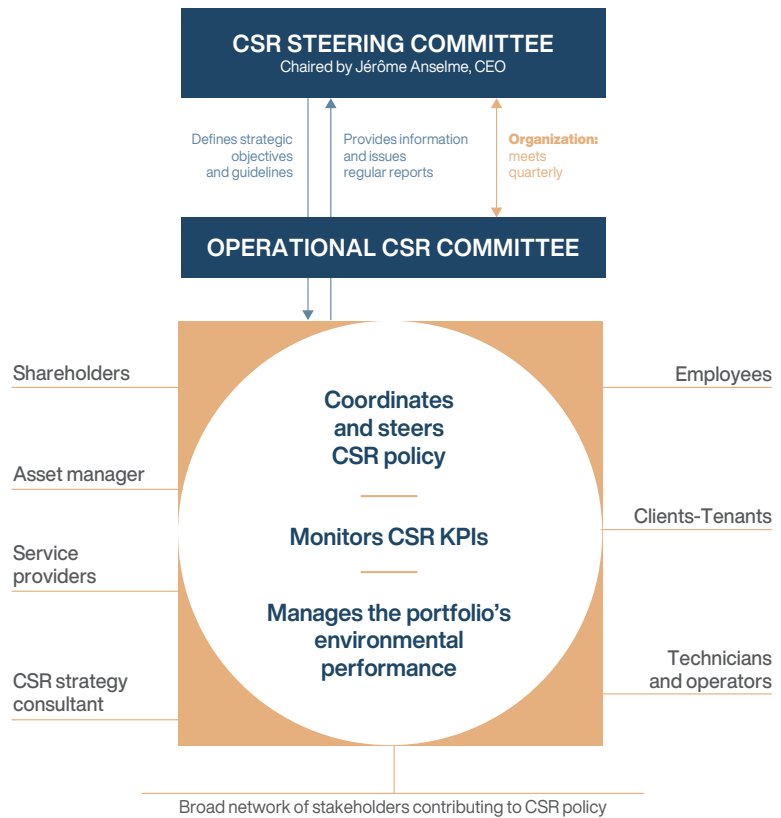 CSR STEERING COMMITTEE
Chaired by Jérôme Anselme, CEO
Defines strategic
objectives
and guidelines
Provides information
and issues
regular reports
Organization:
meets
quarterly
OPERATIONAL CSR COMMITTEE
Shareholders
Asset manager
Service
providers
CSR strategy
consultant
Coordinates
and steers
CSR policy
Monitors CSR KPIs
Manages the portfolio's
environmental
performance
Employees
Clients-Tenants
Technicians
and operators
Broad network of stakeholders contributing to CSR policy